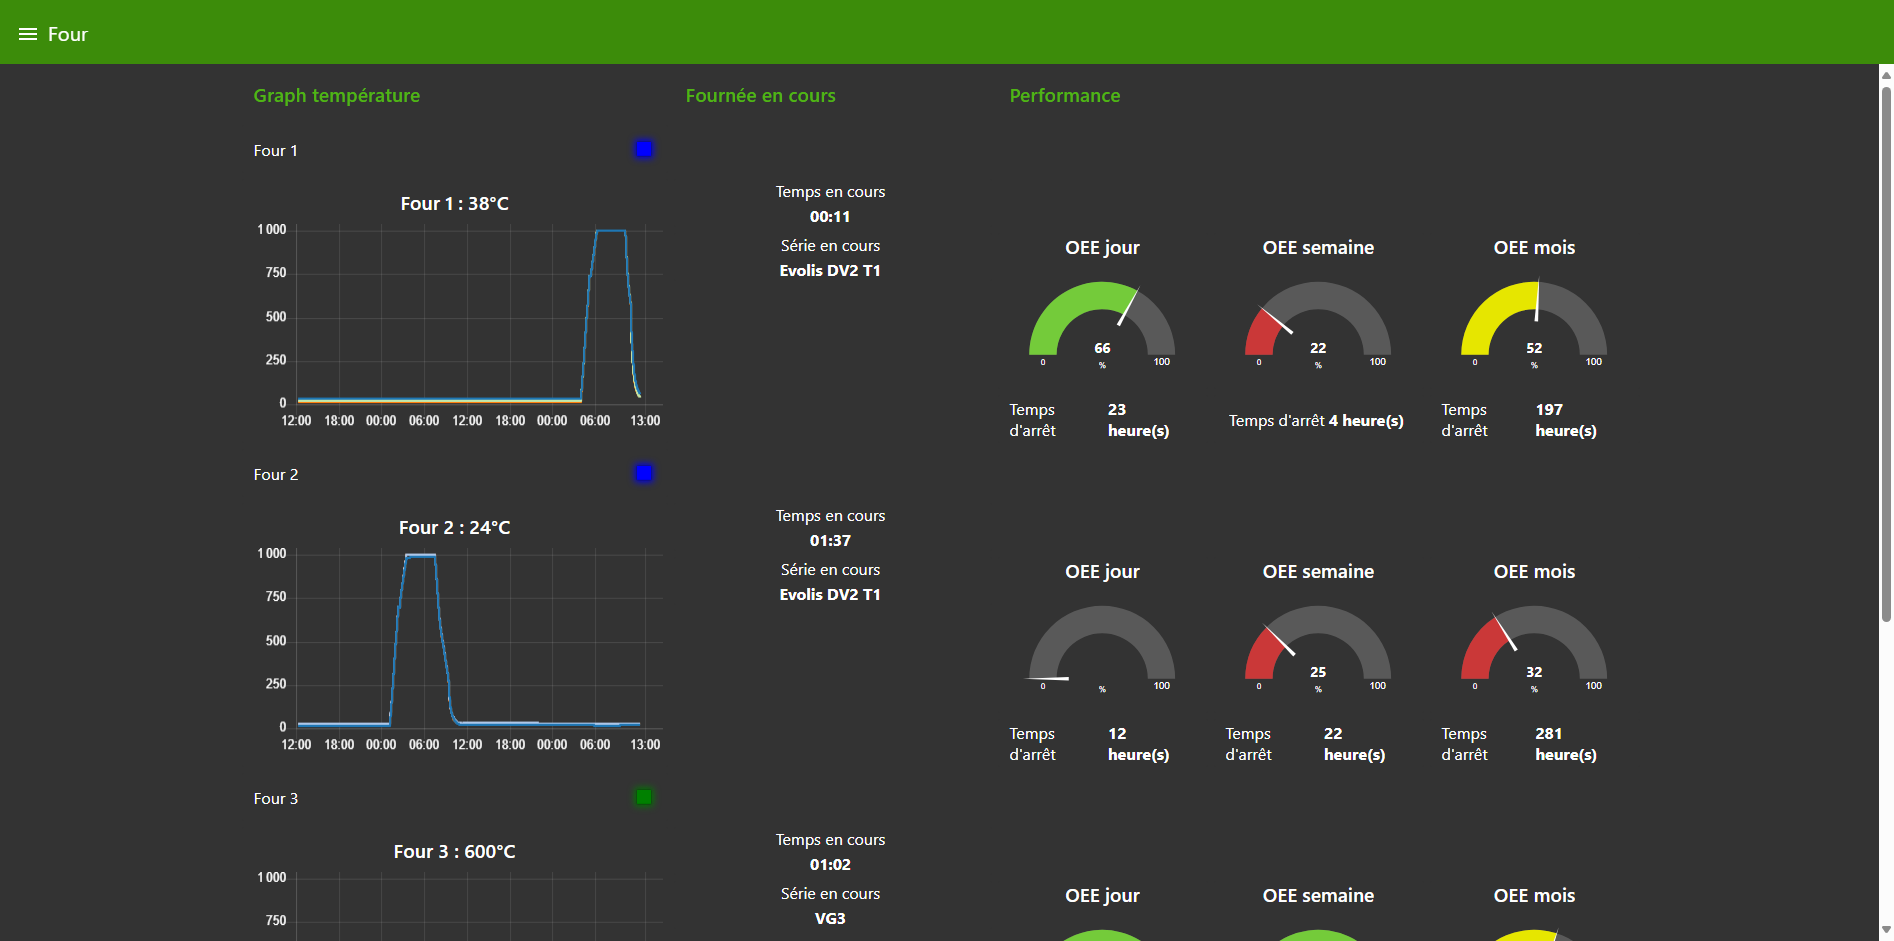 Four
Graph température
Fournée en cours
Performance
Four 1
Four 1 : 38°C
1 000
750
500
250
0
12:00 18:00 00:00 06:00 12:00 18:00 00:00 06:00 13:00
Temps en cours
00:11
Série en cours
Evolis DV2 T1
OEE jour
66
%
0
100
Temps d'arrêt
23 heure(s)
OEE semaine
22
%
0
100
Temps d'arrêt 4 heure(s)
OEE mois
52
%
0
100
Temps d'arrêt
197 heure(s)
Four 2
Four 2 : 24°C
1 000
750
500
250
0
12:00 18:00 00:00 06:00 12:00 18:00 00:00 06:00 13:00
Temps en cours
01:37
Série en cours
Evolis DV2 T1
OEE jour
%
0
100
Temps d'arrêt
12 heure(s)
OEE semaine
25
%
0
100
Temps d'arrêt
22 heure(s)
OEE mois
32
%
0
100
Temps d'arrêt
281 heure(s)
Four 3
Four 3 : 600°C
1 000
750
Temps en cours
01:02
Série en cours
VG3
OEE jour
OEE semaine
OEE mois